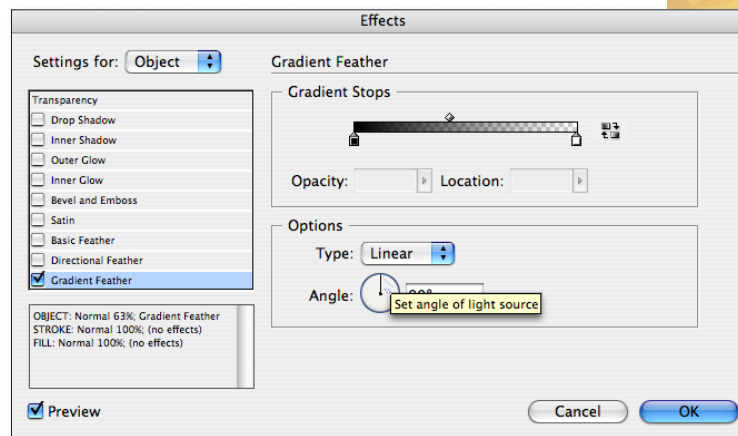 Effects
Settings for: Object
Transparency
Drop Shadow
Inner Shadow
Outer Glow
Inner Glow
Bevel and Emboss
Satin
Basic Feather
Directional Feather
Gradient Feather
OBJECT: Normal 63%; Gradient Feather
STROKE: Normal 100%; (no effects)
FILL: Normal 100%; (no effects)
Preview
Gradient Feather
Gradient Stops
Opacity: Location:
Options
Type: Linear
Angle:
Set angle of light source
Cancel OK